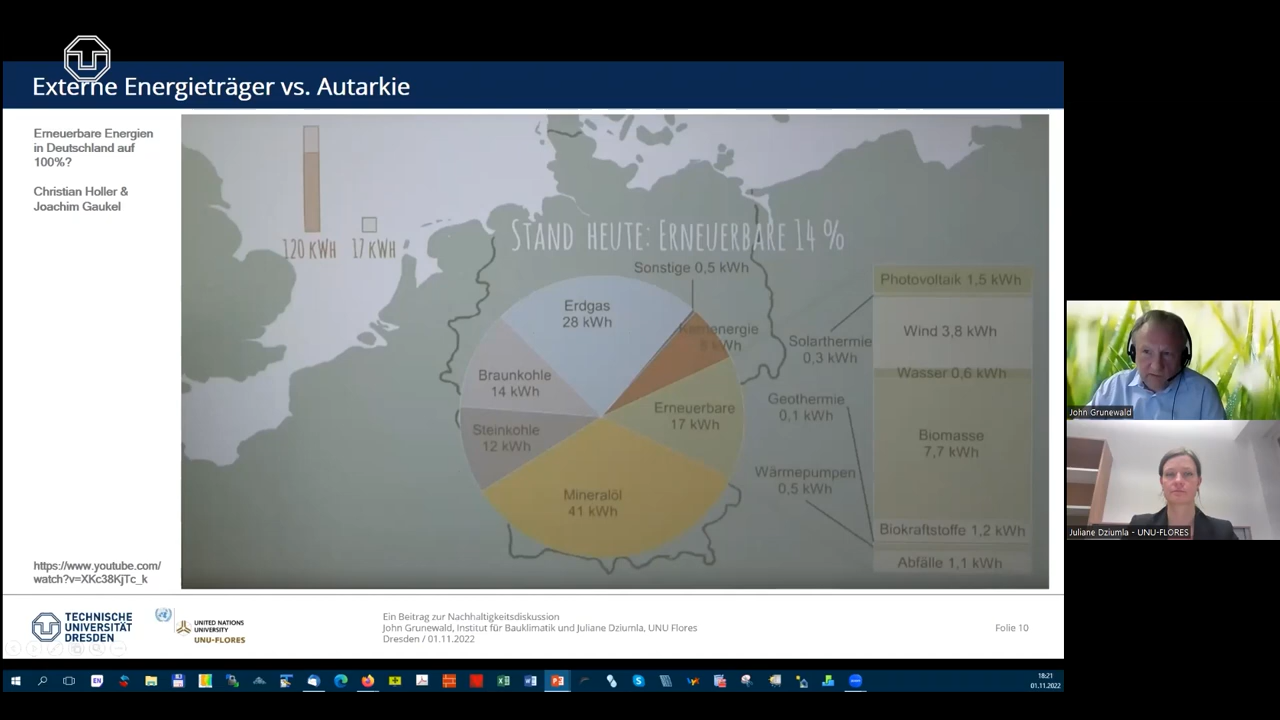 Externe Energieträger vs. Autarkie
Erneuerbare Energien
in Deutschland auf
100%?
Christian Holler &
Joachim Gaukel
https://www.youtube.com/
watch?v=XKc38KjTc_k
120 KWH
17 KWH
STAND HEUTE: ERNEUERBARE 14 %
Sonstige 0,5 kWh
Erdgas
28 kWh
Kernenergie
8 kWh
Braunkohle
14 kWh
Erneuerbare
17 kWh
Steinkohle
12 kWh
Mineralöl
41 kWh
Solarthermie
0,3 kWh
Geothermie
0,1 kWh
Wärmepumpen
0,5 kWh
Photovoltaik 1,5 kWh
Wind 3,8 kWh
Wasser 0,6 kWh
Biomasse
7,7 kWh
Biokraftstoffe 1,2 kWh
Abfälle 1,1 kWh
TECHNISCHE
UNIVERSITÄT
DRESDEN
UNITED NATIONS
UNIVERSITY
UNU-FLORES
Ein Beitrag zur Nachhaltigkeitsdiskussion
John Grunewald, Institut für Bauklimatik und Juliane Dziumla, UNU Flores
Dresden / 01.11.2022
Folie 10
John Grunewald
Juliane Dziumla - UNU-FLORES
EN
18:21
01.11.2022